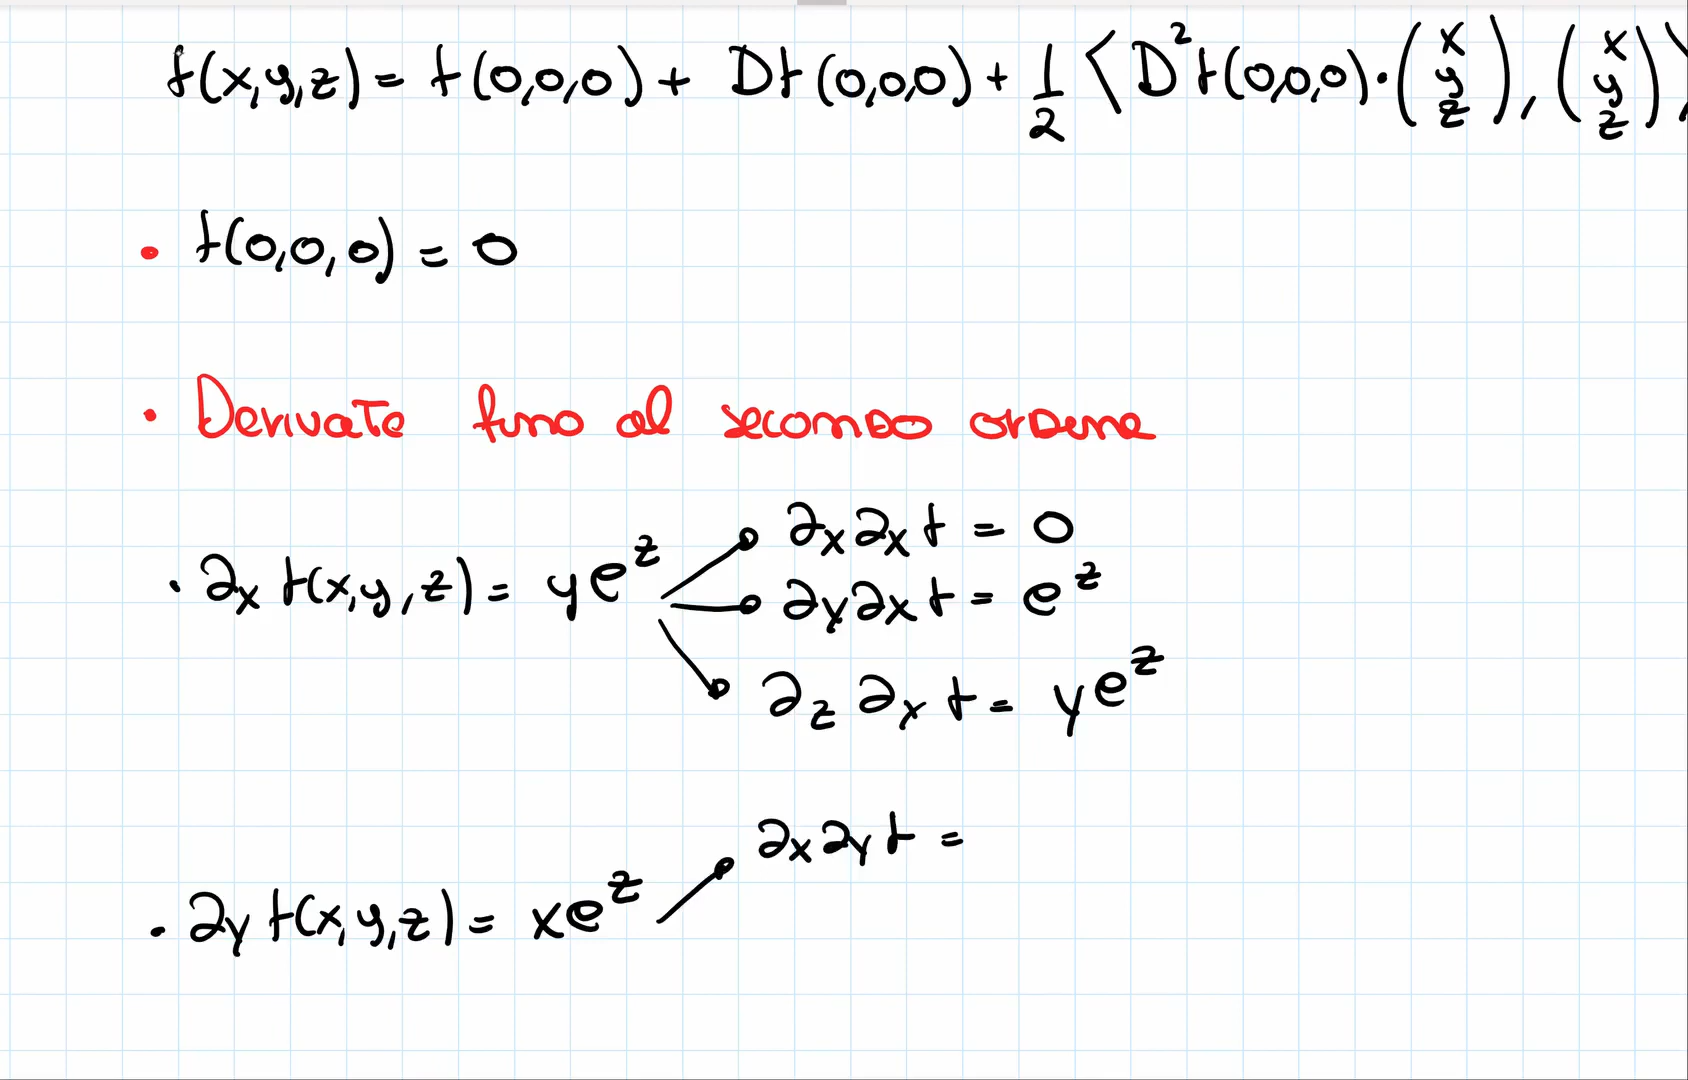 f(x,y,z) = f(0,0,0) + Df(0,0,0) + 1/2 ⟨D²f(0,0,0)·(x y z), (x y z)⟩
• f(0,0,0) = 0
• Derivate fino al secondo ordine
∂x∂x f = 0
• ∂x f(x,y,z) = ye^z
∂y∂x f = e^z
∂z ∂x f = ye^z
∂x∂y f =
• ∂y f(x,y,z) = xe^z